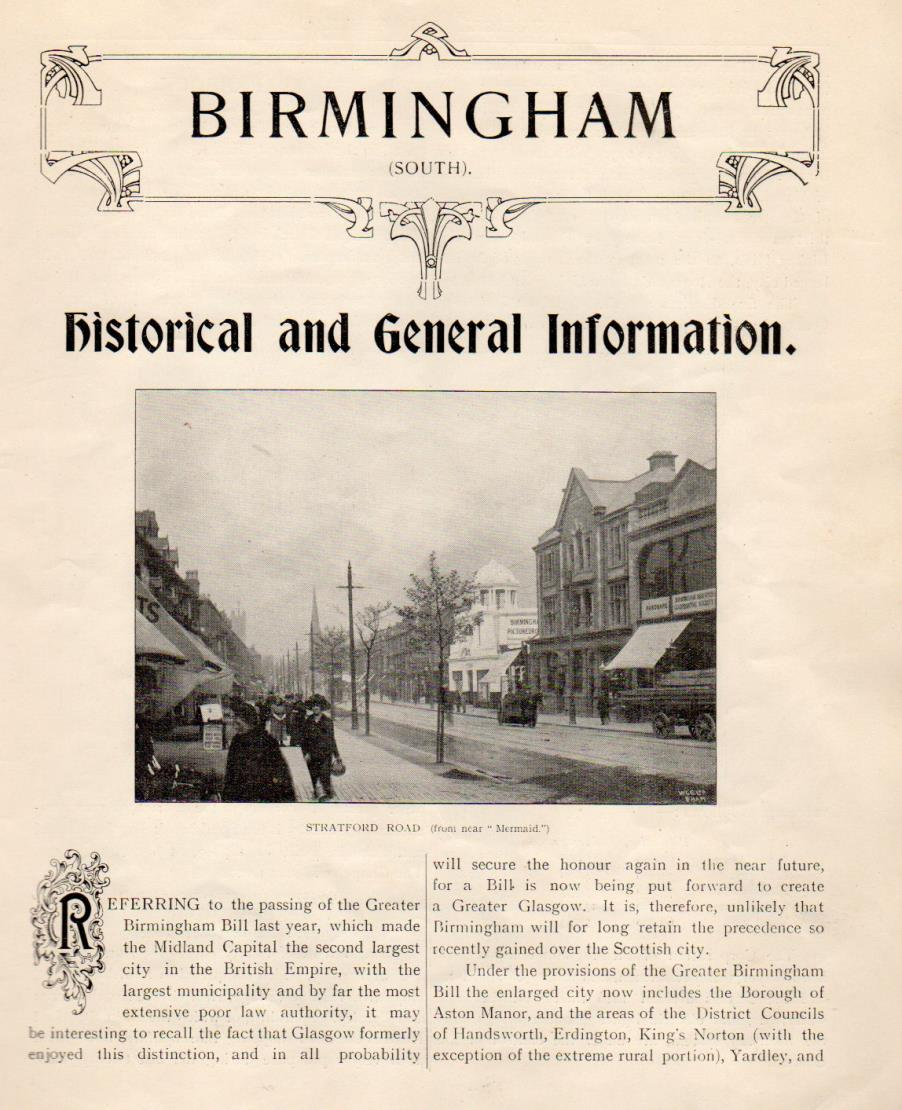 BIRMINGHAM
(SOUTH).
Historical and General Information.
TS
BIRMINGHA
PICTUREDR
HARDWARE
W.C.G. LTD
B'HAM
STRATFORD ROAD (from near " Mermaid.")
REFERRING to the passing of the Greater
Birmingham Bill last year, which made
the Midland Capital the second largest
city in the British Empire, with the
largest municipality and by far the most
extensive poor law authority, it may
be interesting to recall the fact that Glasgow formerly
enjoyed this distinction, and in all probability
will secure the honour again in the near future,
for a Bill is now being put forward to create
a Greater Glasgow. It is, therefore, unlikely that
Birmingham will for long retain the precedence so
recently gained over the Scottish city.
Under the provisions of the Greater Birmingham
Bill the enlarged city now includes the Borough of
Aston Manor, and the areas of the District Councils
of Handsworth, Erdington, King's Norton (with the
exception of the extreme rural portion), Yardley, and